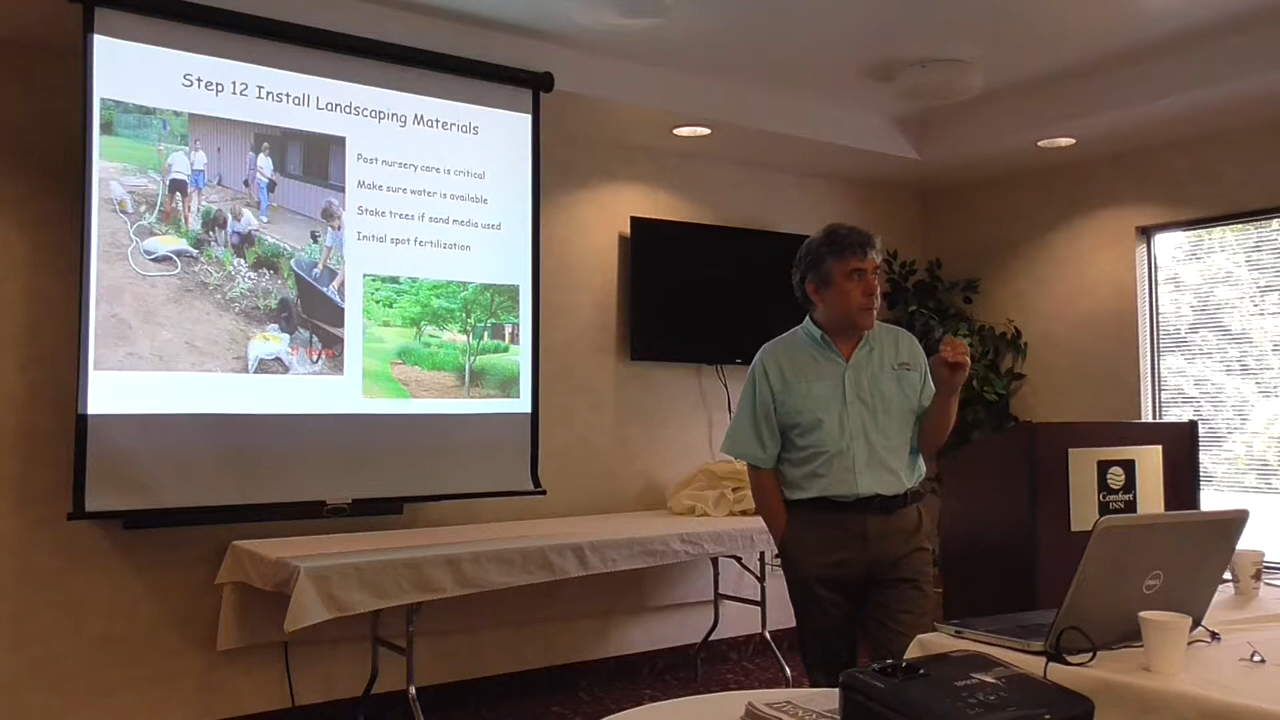 Step 12 Install Landscaping Materials
Post nursery care is critical
Make sure water is available
Stake trees if sand media used
Initial spot fertilization
Comfort
INN
DELL
EPSON